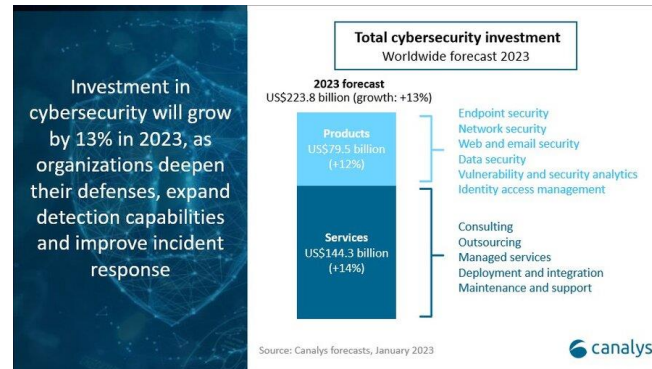 Investment in
cybersecurity will grow
by 13% in 2023, as
organizations deepen
their defenses, expand
detection capabilities
and improve incident
response
Total cybersecurity investment
Worldwide forecast 2023
2023 forecast
US$223.8 billion (growth: +13%)
Products
US$79.5 billion
(+12%)
Endpoint security
Network security
Web and email security
Data security
Vulnerability and security analytics
Identity access management
Services
US$144.3 billion
(+14%)
Consulting
Outsourcing
Managed services
Deployment and integration
Maintenance and support
Source: Canalys forecasts, January 2023
canalys